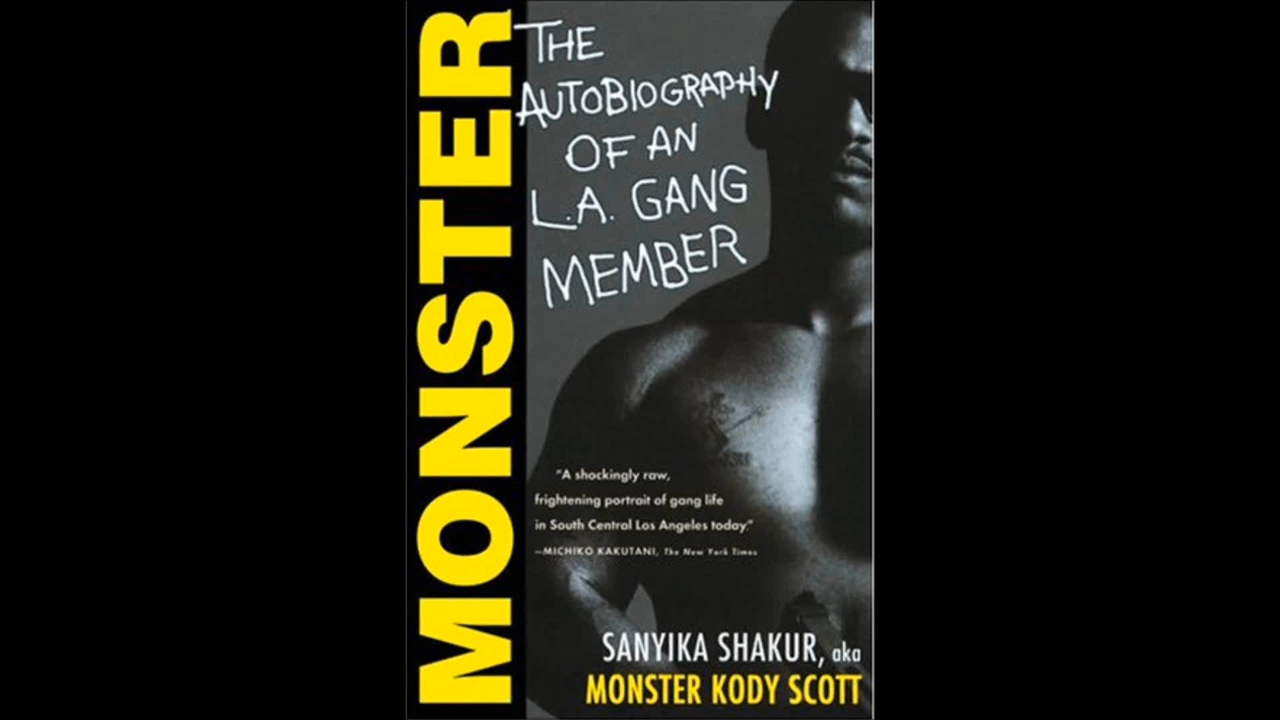 MONSTER
THE
AUTOBIOGRAPHY
OF AN
L.A. GANG
MEMBER
"A shockingly raw,
frightening portrait of gang life
in South Central Los Angeles today."
—MICHIKO KAKUTANI, The New York Times
SANYIKA SHAKUR, aka
MONSTER KODY SCOTT